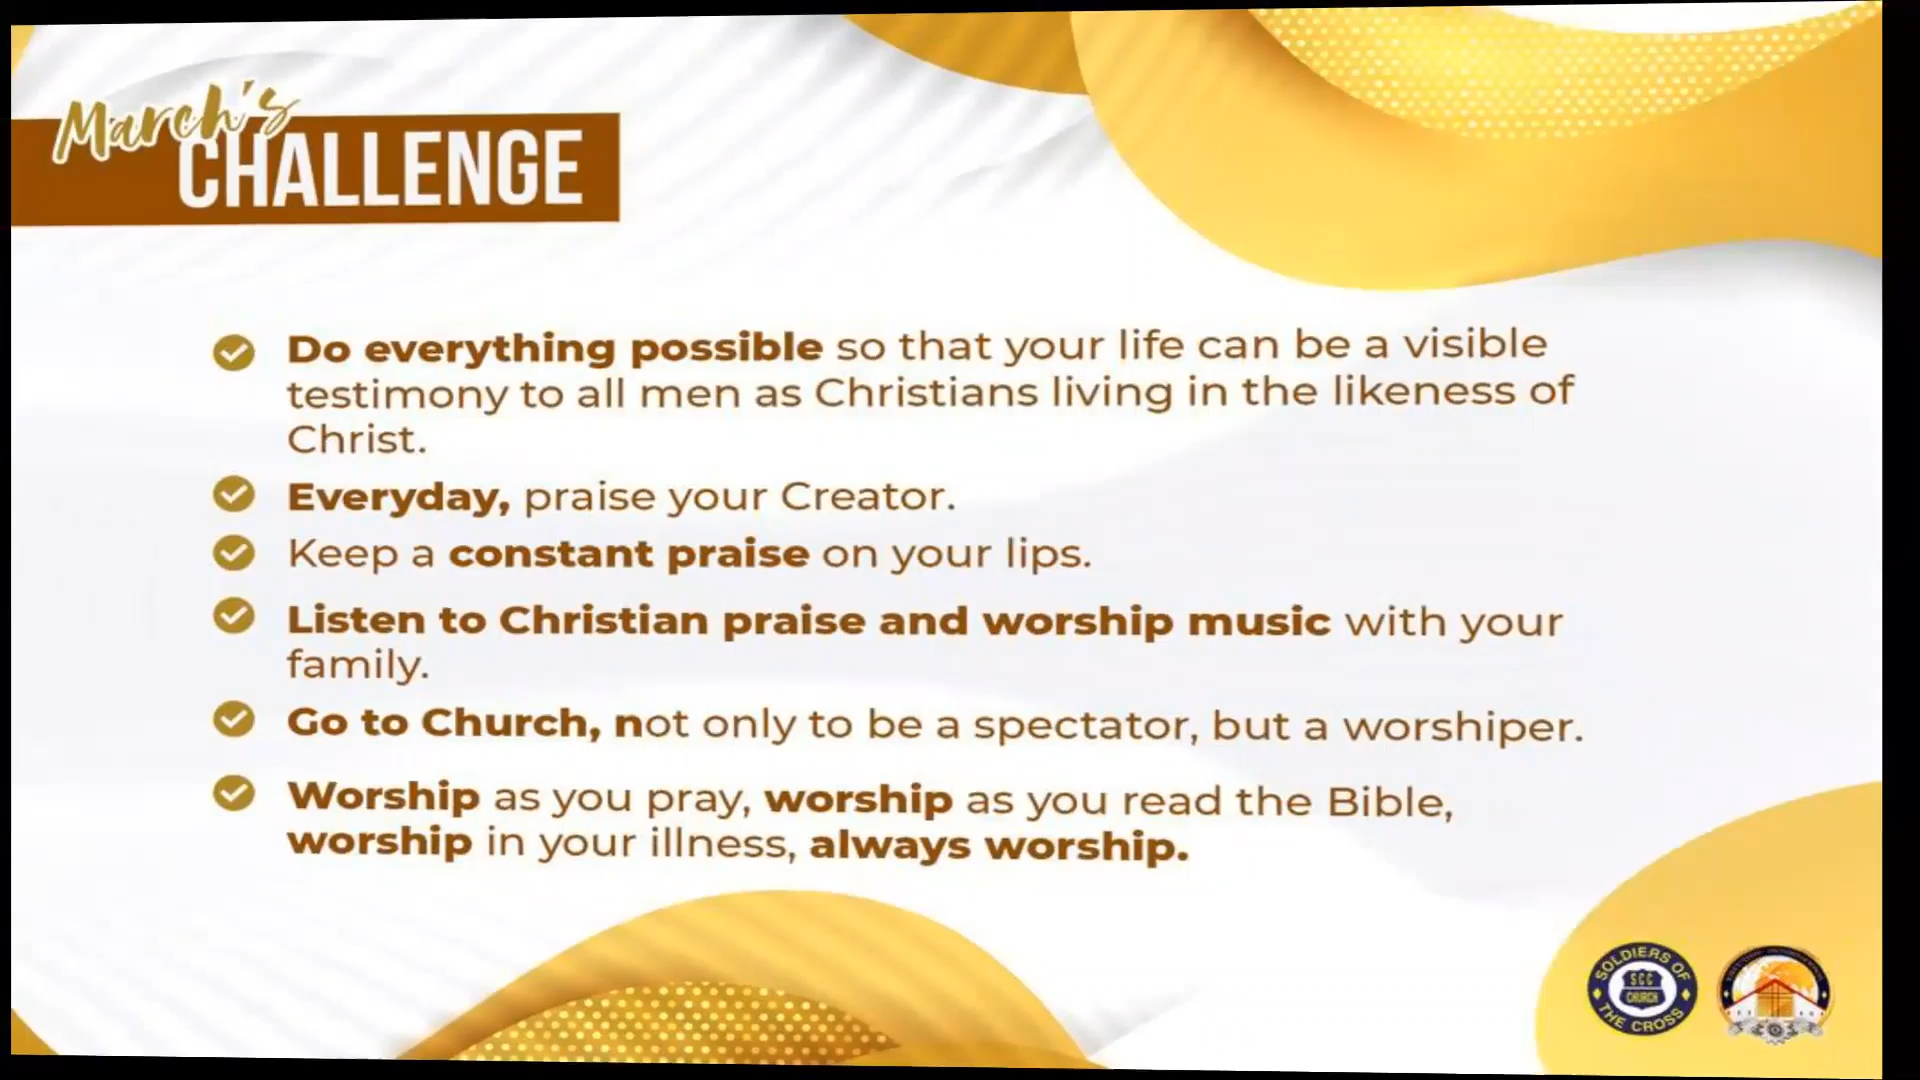 March's
CHALLENGE
Do everything possible so that your life can be a visible
testimony to all men as Christians living in the likeness of
Christ.
Everyday, praise your Creator.
Keep a constant praise on your lips.
Listen to Christian praise and worship music with your
family.
Go to Church, not only to be a spectator, but a worshiper.
Worship as you pray, worship as you read the Bible,
worship in your illness, always worship.
SOLDIERS OF
SCC
CHURCH
THE CROSS